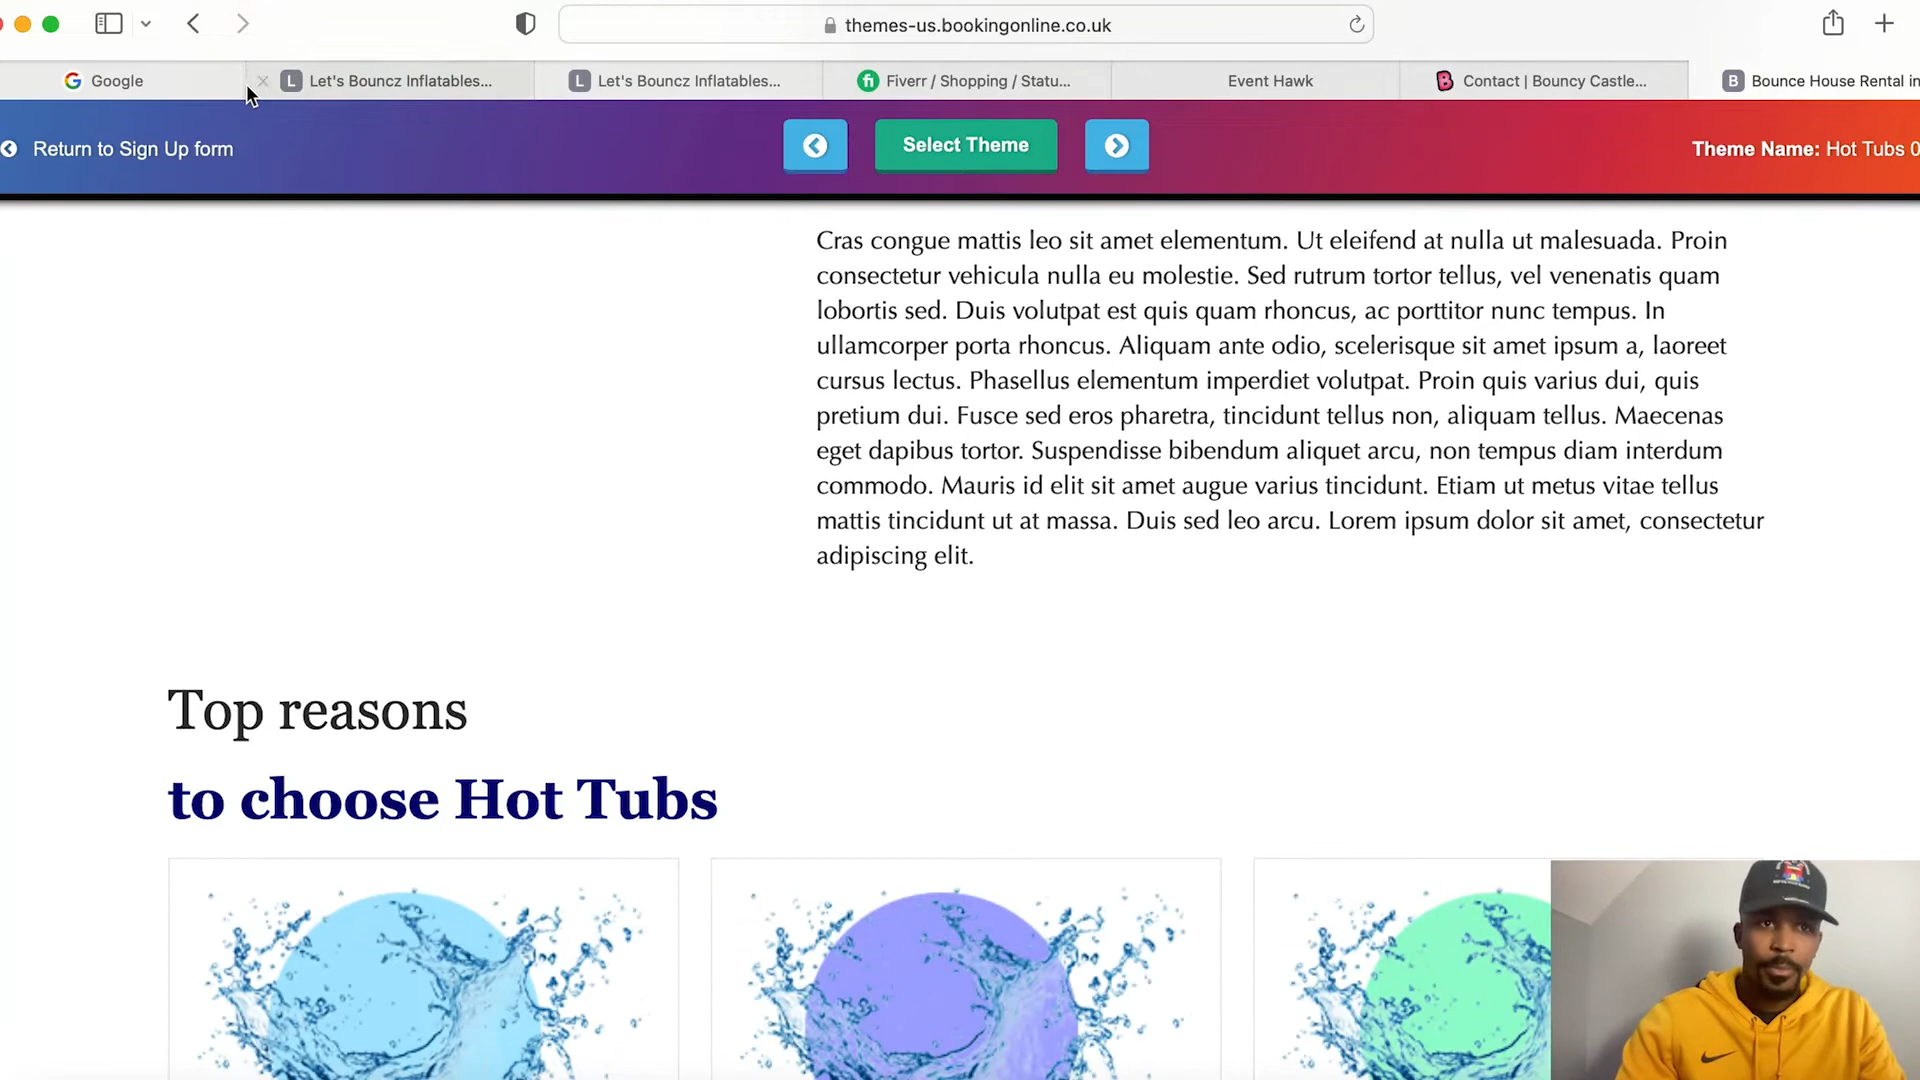 themes-us.bookingonline.co.uk
Google
Let's Bouncz Inflatables...
Let's Bouncz Inflatables...
Fiverr / Shopping / Statu...
Event Hawk
Contact | Bouncy Castle...
Bounce House Rental in
Return to Sign Up form
Select Theme
Theme Name: Hot Tubs 0
Cras congue mattis leo sit amet elementum. Ut eleifend at nulla ut malesuada. Proin
consectetur vehicula nulla eu molestie. Sed rutrum tortor tellus, vel venenatis quam
lobortis sed. Duis volutpat est quis quam rhoncus, ac porttitor nunc tempus. In
ullamcorper porta rhoncus. Aliquam ante odio, scelerisque sit amet ipsum a, laoreet
cursus lectus. Phasellus elementum imperdiet volutpat. Proin quis varius dui, quis
pretium dui. Fusce sed eros pharetra, tincidunt tellus non, aliquam tellus. Maecenas
eget dapibus tortor. Suspendisse bibendum aliquet arcu, non tempus diam interdum
commodo. Mauris id elit sit amet augue varius tincidunt. Etiam ut metus vitae tellus
mattis tincidunt ut at massa. Duis sed leo arcu. Lorem ipsum dolor sit amet, consectetur
adipiscing elit.
Top reasons
to choose Hot Tubs